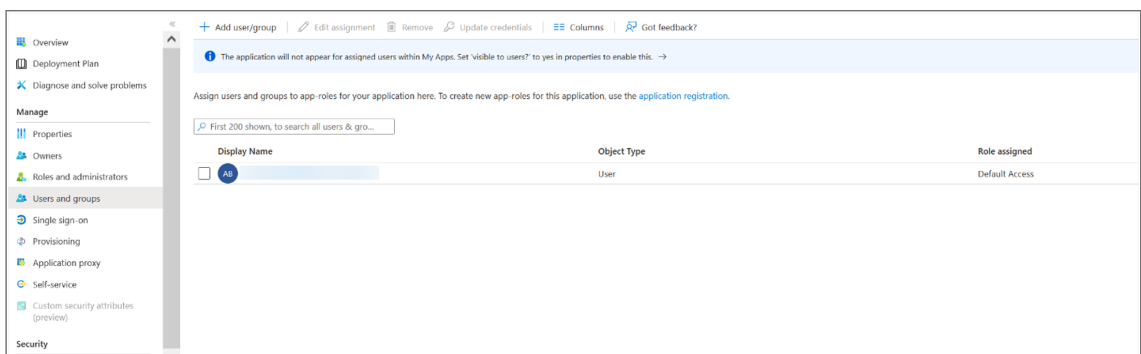 Add user/group
Edit assignment
Remove
Update credentials
Columns
Got feedback?
The application will not appear for assigned users within My Apps. Set 'visible to users?' to yes in properties to enable this. →
Assign users and groups to app-roles for your application here. To create new app-roles for this application, use the application registration.
First 200 shown, to search all users & gro...
Display Name
Object Type
Role assigned
AB
User
Default Access
Overview
Deployment Plan
Diagnose and solve problems
Manage
Properties
Owners
Roles and administrators
Users and groups
Single sign-on
Provisioning
Application proxy
Self-service
Custom security attributes
(preview)
Security